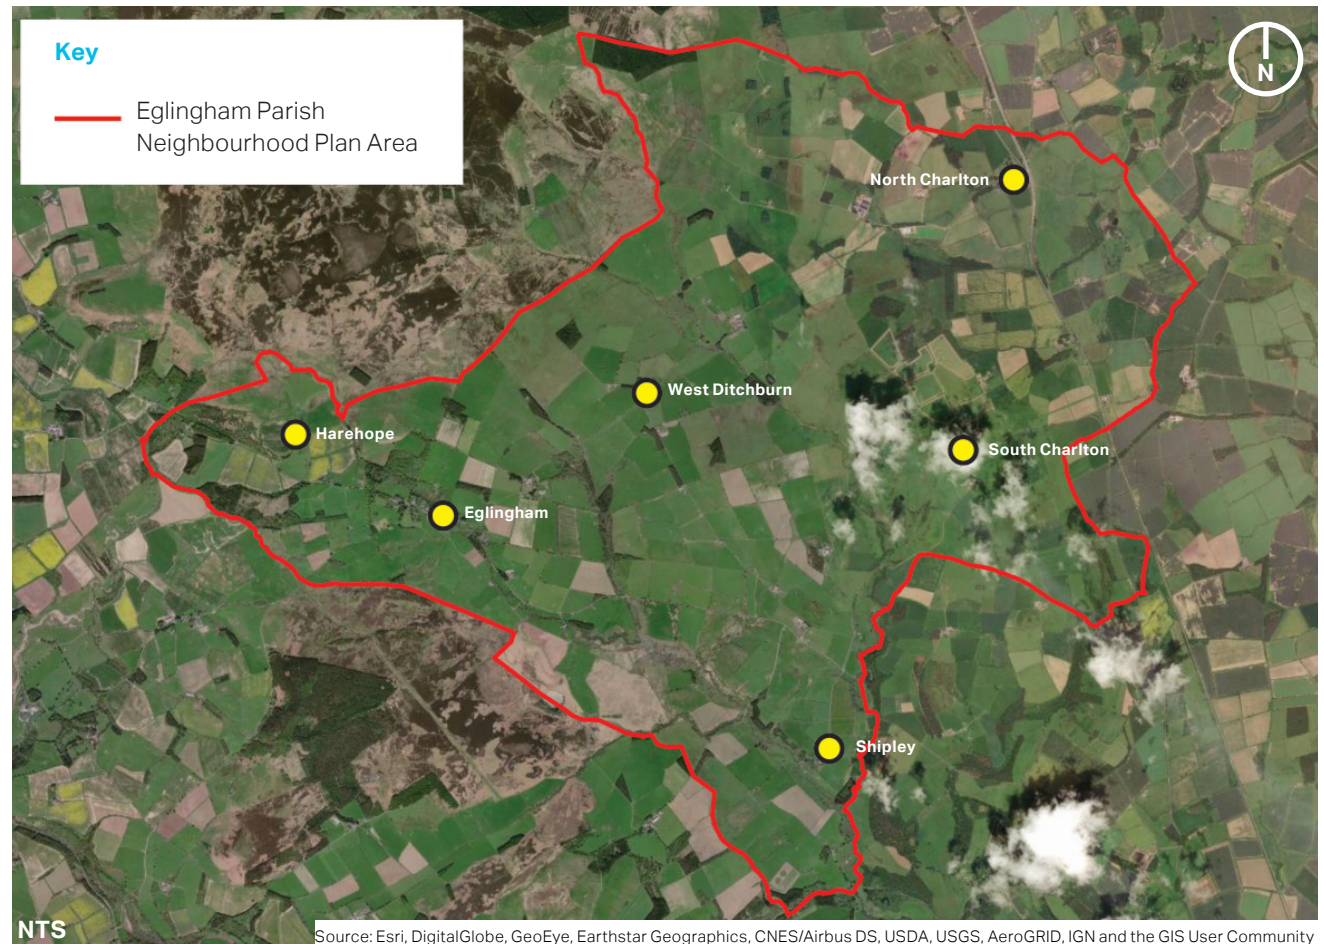 Key
Eglingham Parish
Neighbourhood Plan Area
N
North Charlton
West Ditchburn
Harehope
South Charlton
Eglingham
Shipley
NTS
Source: Esri, DigitalGlobe, GeoEye, Earthstar Geographics, CNES/Airbus DS, USDA, USGS, AeroGRID, IGN and the GIS User Community